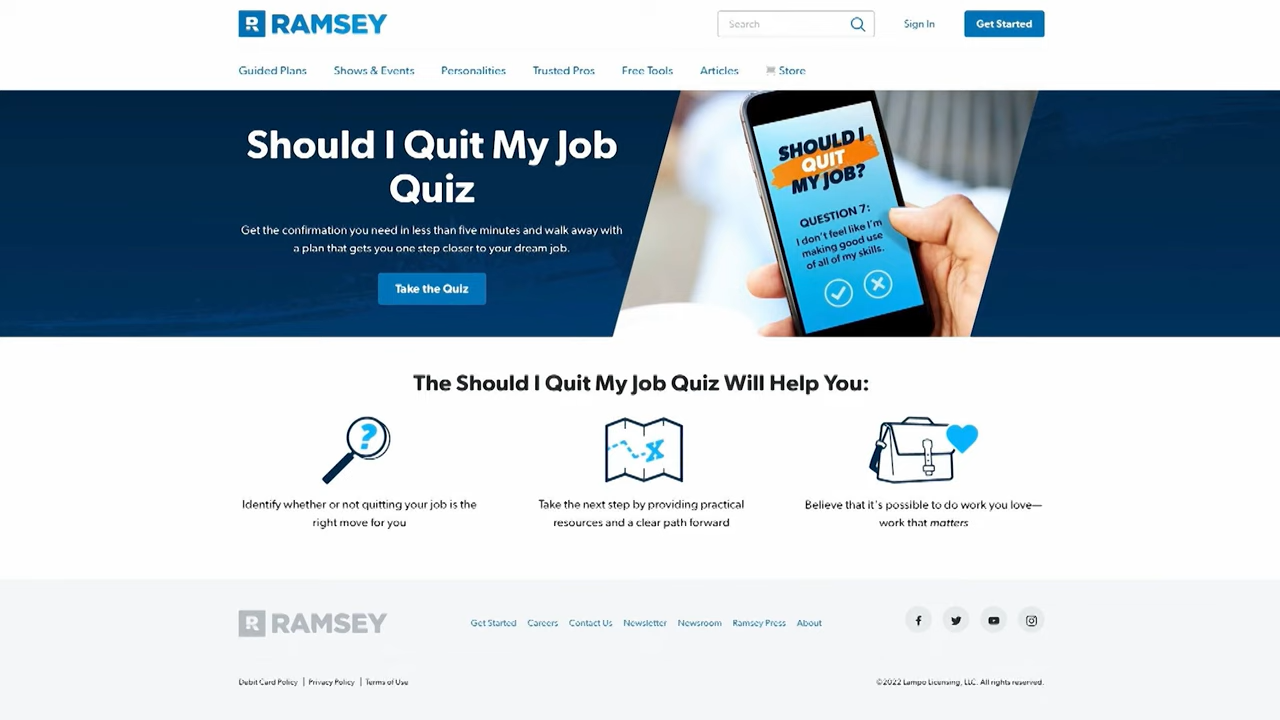 R RAMSEY
Search
Sign In
Get Started
Guided Plans
Shows & Events
Personalities
Trusted Pros
Free Tools
Articles
Store
Should I Quit My Job
Quiz
Get the confirmation you need in less than five minutes and walk away with
a plan that gets you one step closer to your dream job.
Take the Quiz
SHOULD I
QUIT
MY JOB?
QUESTION 7:
I don't feel like I'm
making good use
of all of my skills.
The Should I Quit My Job Quiz Will Help You:
?
Identify whether or not quitting your job is the
right move for you
X
Take the next step by providing practical
resources and a clear path forward
Believe that it's possible to do work you love—
work that matters
R RAMSEY
Get Started
Careers
Contact Us
Newsletter
Newsroom
Ramsey Press
About
Debit Card Policy | Privacy Policy | Terms of Use
©2022 Lampo Licensing, LLC. All rights reserved.